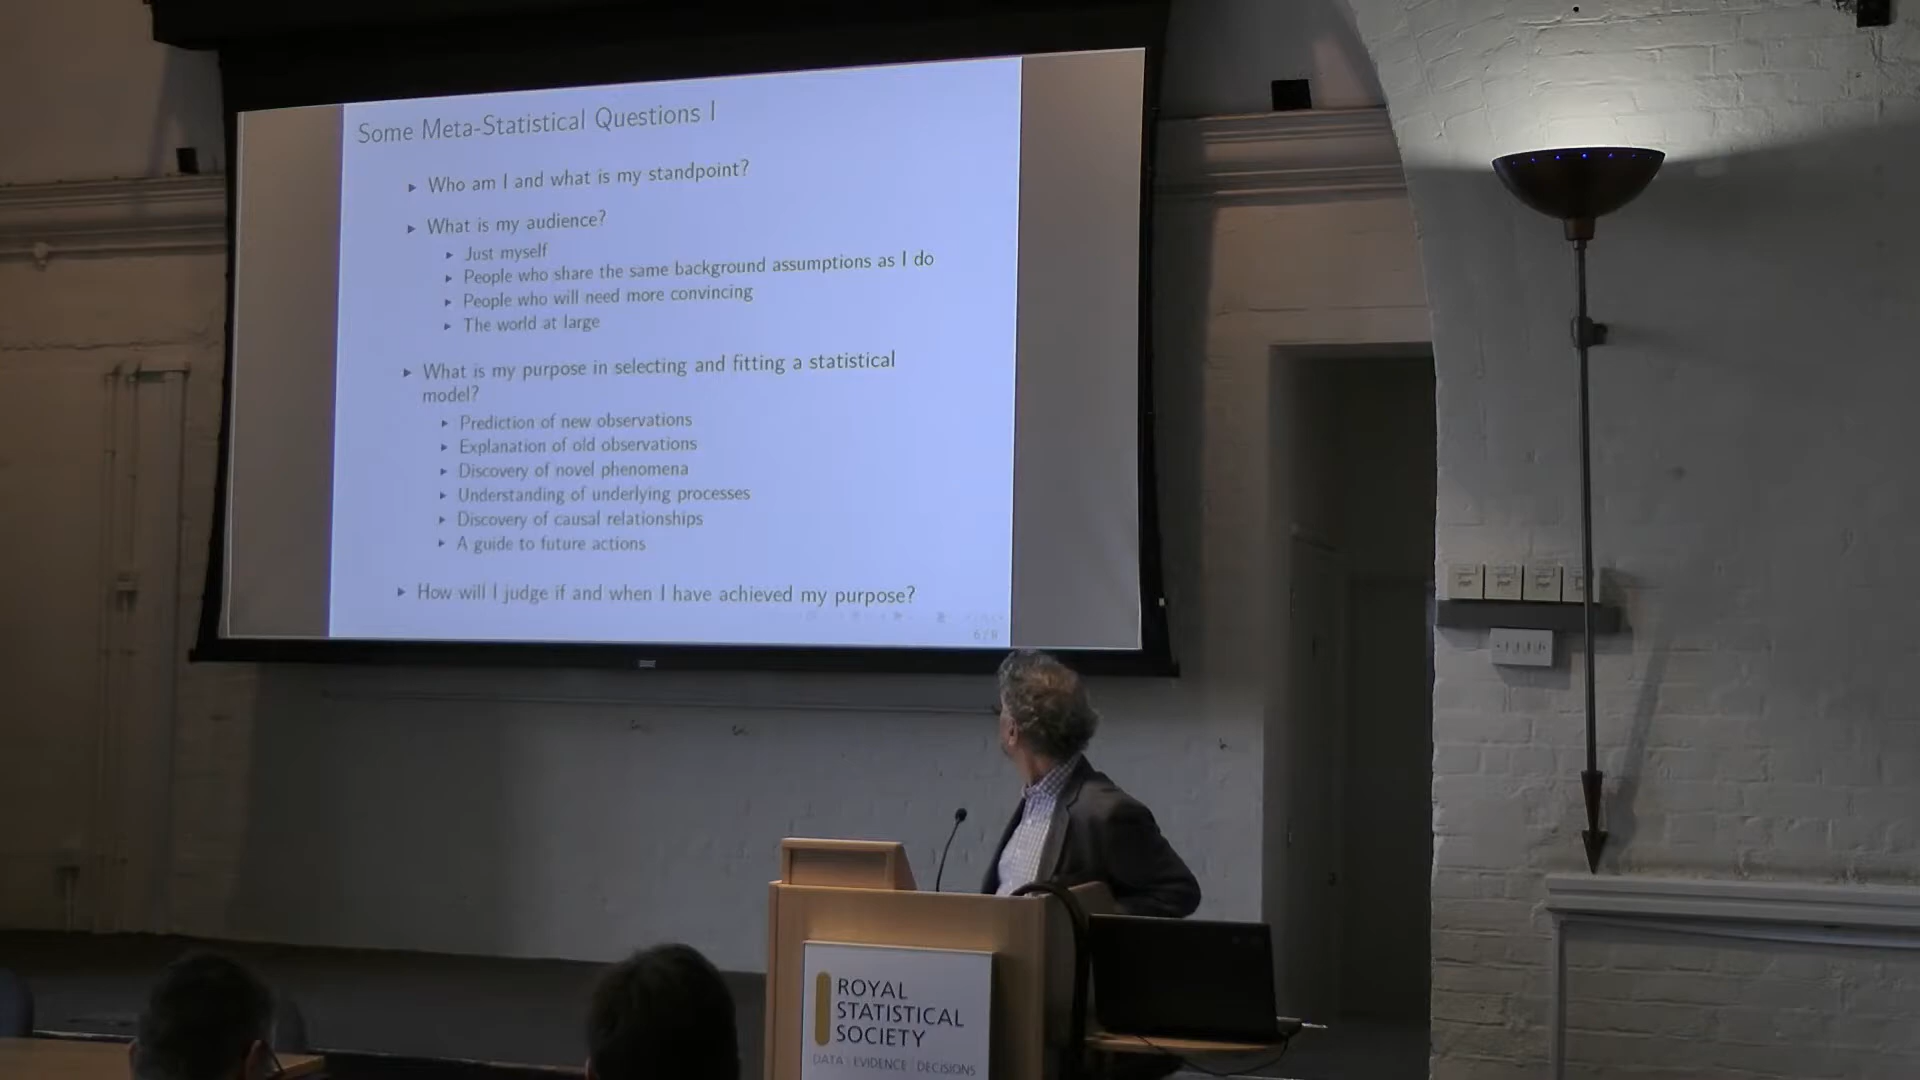 Some Meta-Statistical Questions I
Who am I and what is my standpoint?
What is my audience?
Just myself
People who share the same background assumptions as I do
People who will need more convincing
The world at large
What is my purpose in selecting and fitting a statistical
model?
Prediction of new observations
Explanation of old observations
Discovery of novel phenomena
Understanding of underlying processes
Discovery of causal relationships
A guide to future actions
How will I judge if and when I have achieved my purpose?
ROYAL
STATISTICAL
SOCIETY
DATA | EVIDENCE | DECISIONS